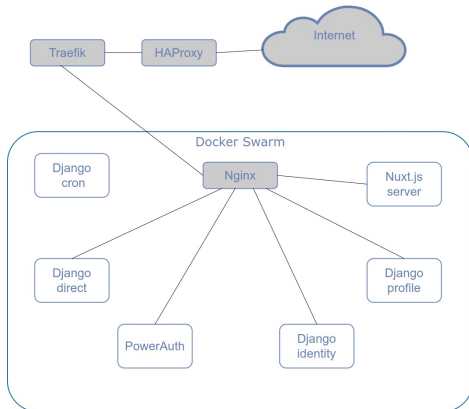 Internet
Traefik
HAProxy
Docker Swarm
Django
cron
Nginx
Nuxt.js
server
Django
direct
Django
profile
PowerAuth
Django
identity